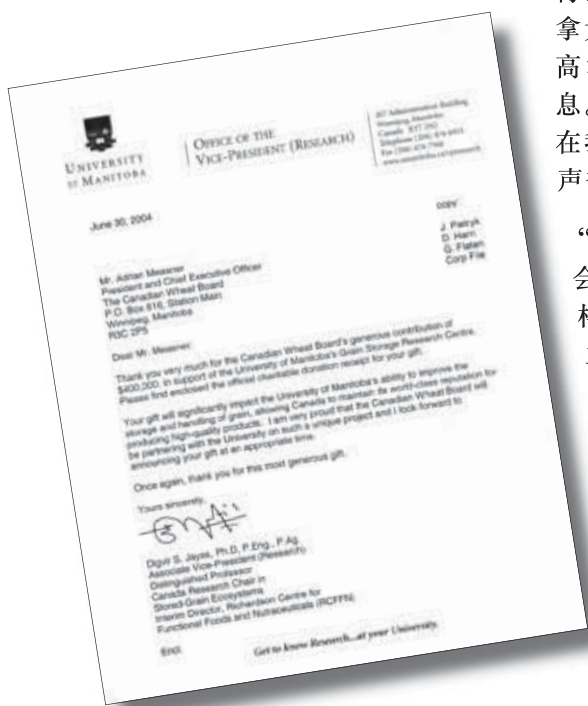 UNIVERSITY
OF MANITOBA
OFFICE OF THE
VICE-PRESIDENT (RESEARCH)
Administration Building
Winnipeg, Manitoba
Canada R3T 2N2
June 30, 2004
copy:
J. Patryk
D. Harri
G. Flaten
Corp File
Mr. Adrian Measner
President and Chief Executive Officer
The Canadian Wheat Board
P.O. Box 816, Station Main
Winnipeg, Manitoba
R3C 2P5
Dear Mr. Measner:
Thank you very much for the Canadian Wheat Board's generous contribution of
$400,000, in support of the University of Manitoba's Grain Storage Research Centre.
Please find enclosed the official charitable donation receipt for your gift.
Your gift will significantly impact the University of Manitoba's ability to improve the
storage and handling of grain, allowing Canada to maintain its world-class reputation for
producing high-quality products. I am very proud that the Canadian Wheat Board will
be partnering with the University on such a unique project and I look forward to
announcing your gift at an appropriate time.
Once again, thank you for this most generous gift.
Yours sincerely,
Digvir S. Jayas, Ph.D, P.Eng., P.Ag.
Associate Vice-President (Research)
Distinguished Professor
Canada Research Chair in
Stored-Grain Ecosystems
Interim Director, Richardson Centre for
Functional Foods and Nutraceuticals (RCFFN)
Encl.
Get to know Research...at your University.
拿
高
息。
在
声
“
会